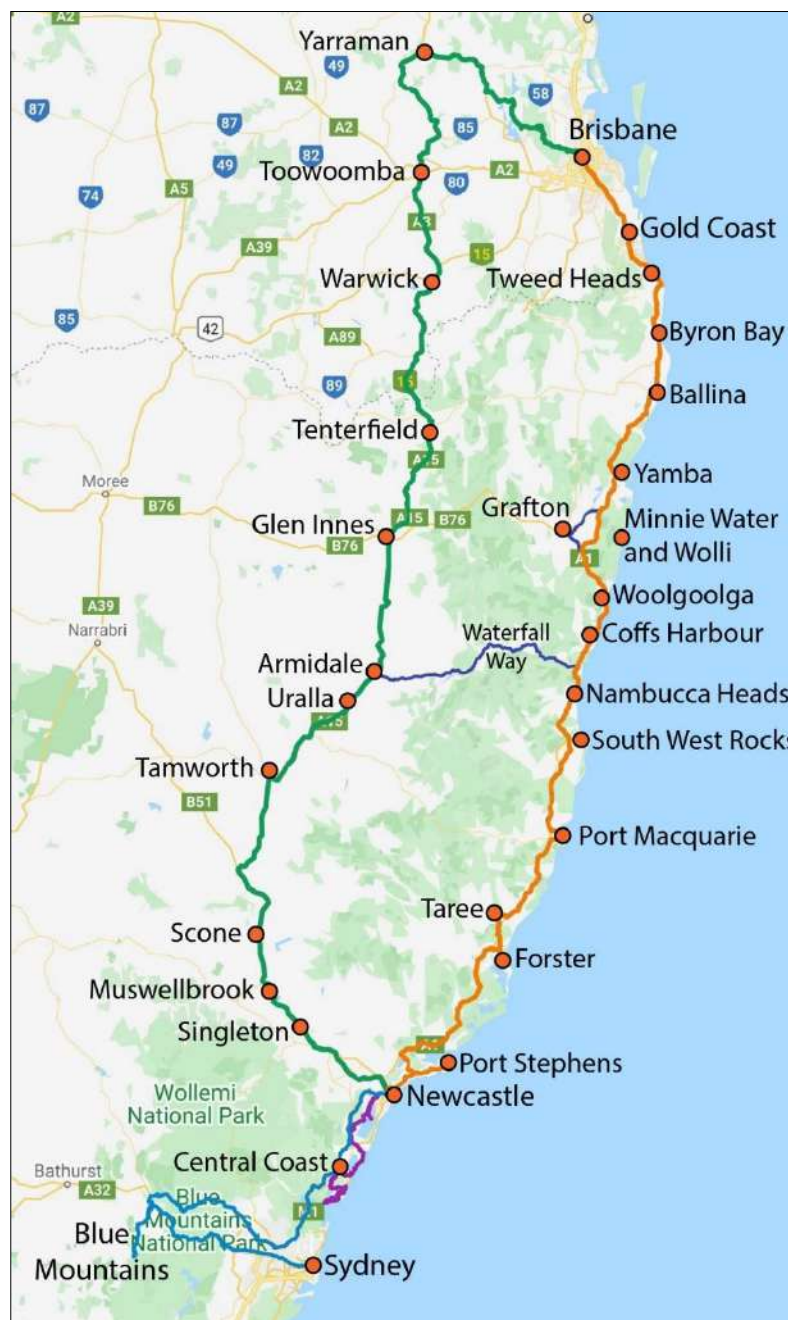 A2
Yarraman
49
A2
58
87
87
A2
85
Brisbane
49
82
Toowoomba
A2
A5
80
74
A3
Gold Coast
A39
15
Warwick
Tweed Heads
85
42
A89
Byron Bay
89
15
Ballina
Tenterfield
A15
Yamba
Moree
B76
Grafton
Glen Innes
A15
B76
Minnie Water
and Wolli
B76
A1
A39
Woolgoolga
Narrabri
Waterfall
Way
Coffs Harbour
Armidale
Uralla
Nambucca Heads
A15
South West Rocks
Tamworth
B51
Port Macquarie
Taree
Scone
Forster
Muswellbrook
Singleton
Port Stephens
Wollemi
National Park
Newcastle
Central Coast
Bathurst
A32
Blue
Mountains
National Park
M1
Blue
Mountains
Sydney